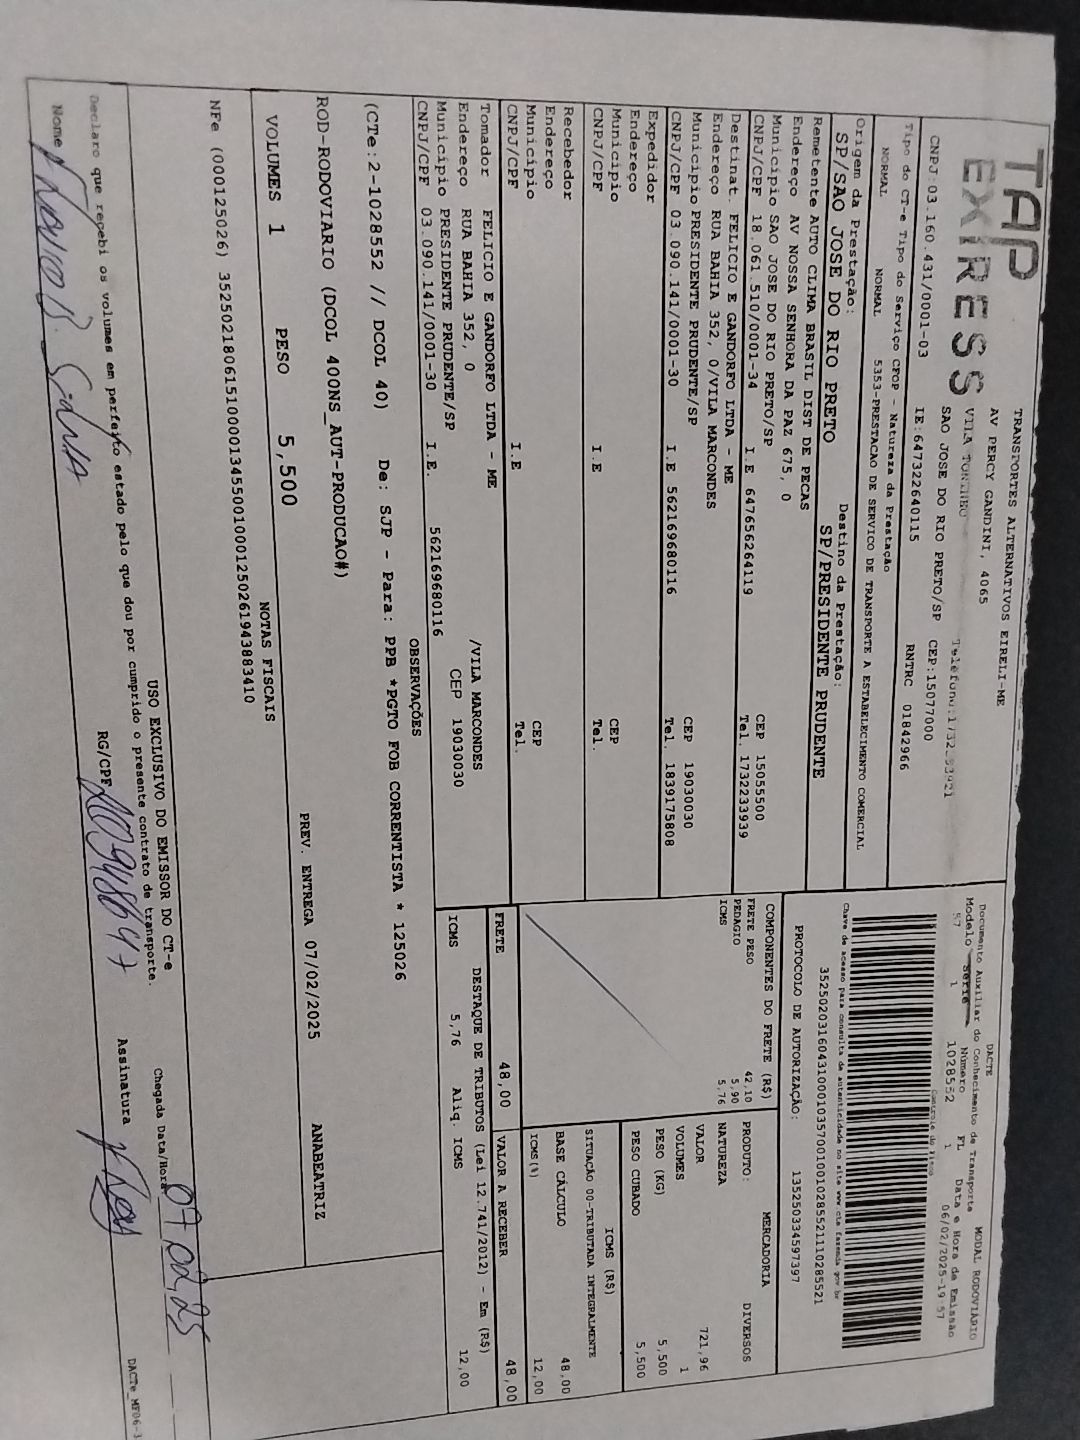 TAP
EXPRESS
TRANSPORTES ALTERNATIVOS EIRELI-ME
AV PERCY GANDINI, 4065
VILA TONINHO
SAO JOSE DO RIO PRETO/SP CEP:15077000
CNPJ:03.160.431/0001-03 IE:647322640115 RNTRC 01842966
DACTE MODAL RODOVIARIO
Documento Auxiliar do Conhecimento de Transporte
Modelo Série Número FL Data e Hora de Emissão
57 1 1028552 1 06/02/2025-19:57
Controle do Fisco
Chave de acesso para consulta de autenticidade no site www.cte.fazenda.gov.br
35250203160431000103570010010285521110285521
PROTOCOLO DE AUTORIZAÇÃO: 135250334597397
Tipo do CT-e Tipo do Serviço CFOP - Natureza da Prestação
NORMAL NORMAL 5353-PRESTACAO DE SERVICO DE TRANSPORTE A ESTABELECIMENTO COMERCIAL
Origem da Prestação: Destino da Prestação:
SP/SAO JOSE DO RIO PRETO SP/PRESIDENTE PRUDENTE
Remetente AUTO CLIMA BRASIL DIST DE PECAS
Endereço AV NOSSA SENHORA DA PAZ 675, 0
Município SAO JOSE DO RIO PRETO/SP CEP 15055500
CNPJ/CPF 18.061.510/0001-34 I.E 647656264119 Tel. 1732233939
Destinat. FELICIO E GANDORFO LTDA - ME
Endereço RUA BAHIA 352, 0/VILA MARCONDES
Município PRESIDENTE PRUDENTE/SP CEP 19030030
CNPJ/CPF 03.090.141/0001-30 I.E 562169680116 Tel. 1839175808
Expedidor
Endereço
Município CEP
CNPJ/CPF I.E Tel.
Recebedor
Endereço
Município CEP
CNPJ/CPF I.E Tel.
Tomador FELICIO E GANDORFO LTDA - ME
Endereço RUA BAHIA 352, 0 /VILA MARCONDES
Município PRESIDENTE PRUDENTE/SP CEP 19030030
CNPJ/CPF 03.090.141/0001-30 I.E. 562169680116
COMPONENTES DO FRETE (R$)
FRETE PESO 42,10
PEDAGIO 5,90
ICMS 5,76
MERCADORIA
PRODUTO: DIVERSOS
NATUREZA
VALOR 721,96
VOLUMES 1
PESO (KG) 5,500
PESO CUBADO 5,500
ICMS (R$)
SITUAÇÃO 00-TRIBUTADA INTEGRALMENTE
BASE CÁLCULO 48,00
ICMS(%) 12,00
FRETE 48,00 VALOR A RECEBER 48,00
DESTAQUE DE TRIBUTOS (Lei 12.741/2012) - Em (R$)
ICMS 5,76 Aliq. ICMS 12,00
OBSERVAÇÕES
(CTe:2-1028552 // DCOL 40) De: SJP - Para: PPB *PGTO FOB CORRENTISTA * 125026
ROD-RODOVIARIO (DCOL 400NS_AUT-PRODUCAO#)
PREV. ENTREGA 07/02/2025 ANABEATRIZ
VOLUMES 1 PESO 5,500
NOTAS FISCAIS
NFe (000125026) 35250218061510000134550010001250261943883410
USO EXCLUSIVO DO EMISSOR DO CT-e
Declaro que recebi os volumes em perfeito estado pelo que dou por cumprido o presente contrato de transporte.
Chegada Data/Hora 07 02 25
Nome Silva RG/CPF Assinatura